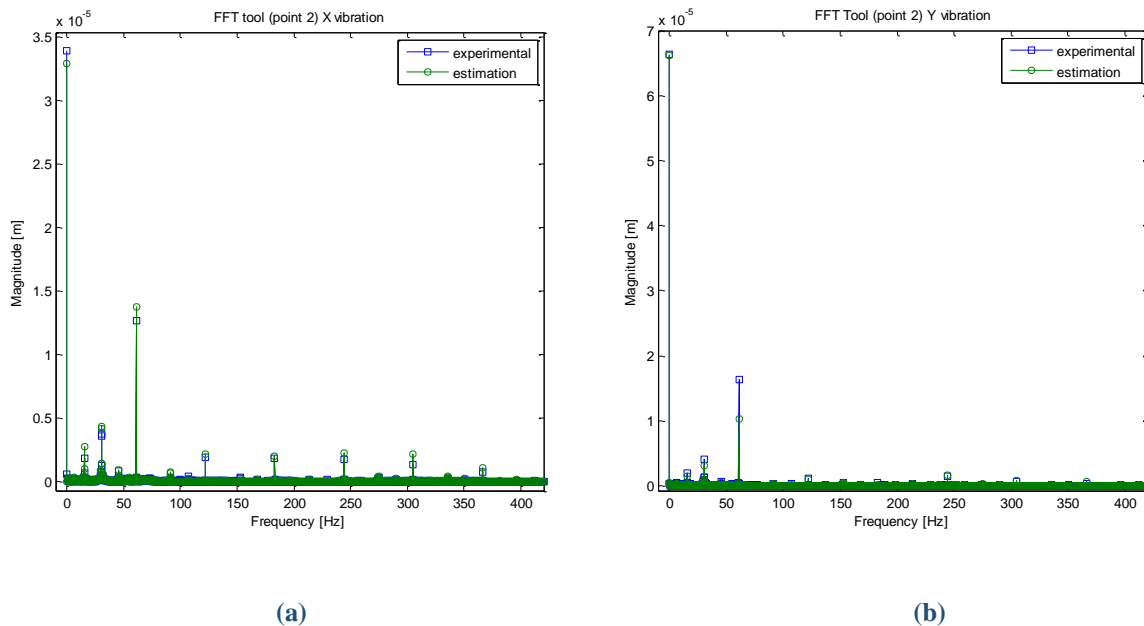 FFT tool (point 2) X vibration
x 10⁻⁵
3.5
3
2.5
2
1.5
1
0.5
0
Magnitude [m]
experimental
estimation
0 50 100 150 200 250 300 350 400
Frequency [Hz]
(a)
FFT Tool (point 2) Y vibration
x 10⁻⁵
7
6
5
4
3
2
1
0
Magnitude [m]
experimental
estimation
0 50 100 150 200 250 300 350 400
Frequency [Hz]
(b)